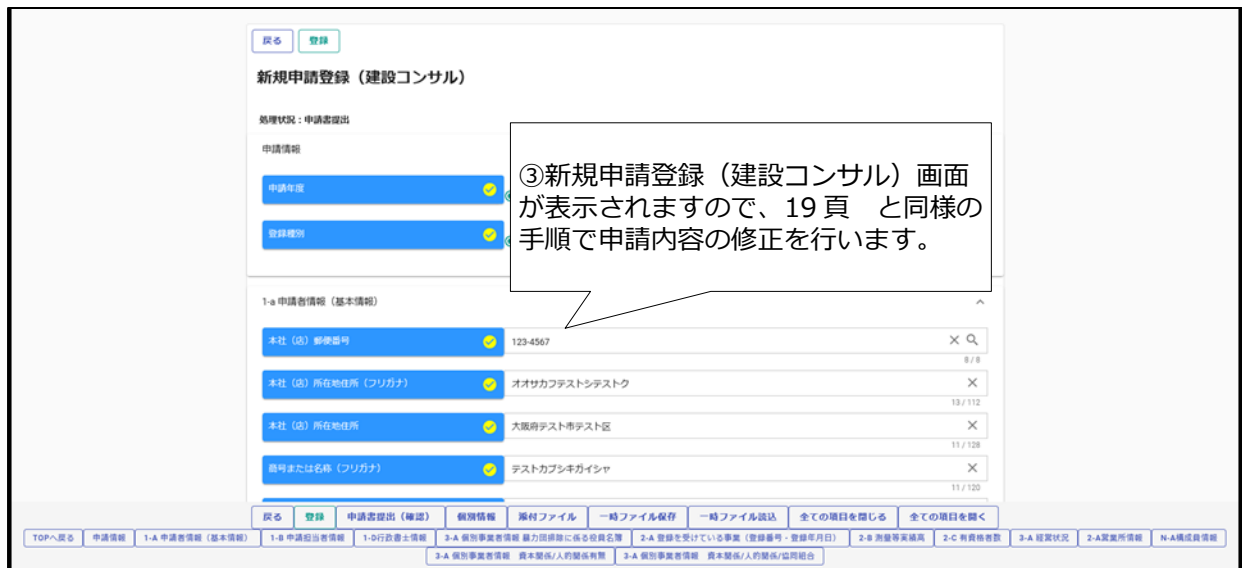 戻る 登録
新規申請登録（建設コンサル）
処理状況：申請書提出
申請情報
申請年度
登録種別
③新規申請登録（建設コンサル）画面
が表示されますので、19頁　と同様の
手順で申請内容の修正を行います。
1-a 申請者情報（基本情報）
本社（店）郵便番号 123-4567
8 / 8
本社（店）所在地住所（フリガナ） オオサカフテストシテストク
13 / 112
本社（店）所在地住所 大阪府テスト市テスト区
11 / 128
商号または名称（フリガナ） テストカブシキガイシャ
11 / 120
戻る 登録 申請書提出（確認） 個別情報 添付ファイル 一時ファイル保存 一時ファイル読込 全ての項目を閉じる 全ての項目を開く
TOPへ戻る 申請情報 1-A 申請者情報（基本情報） 1-B 申請担当者情報 1-D行政書士情報 3-A 個別事業者情報 暴力団排除に係る役員名簿 2-A 登録を受けている事業（登録番号・登録年月日） 2-B 測量等実績高 2-C 有資格者数 3-A 経営状況 2-A営業所情報 N-A構成員情報
3-A 個別事業者情報　資本関係/人的関係有無 3-A 個別事業者情報　資本関係/人的関係/協同組合